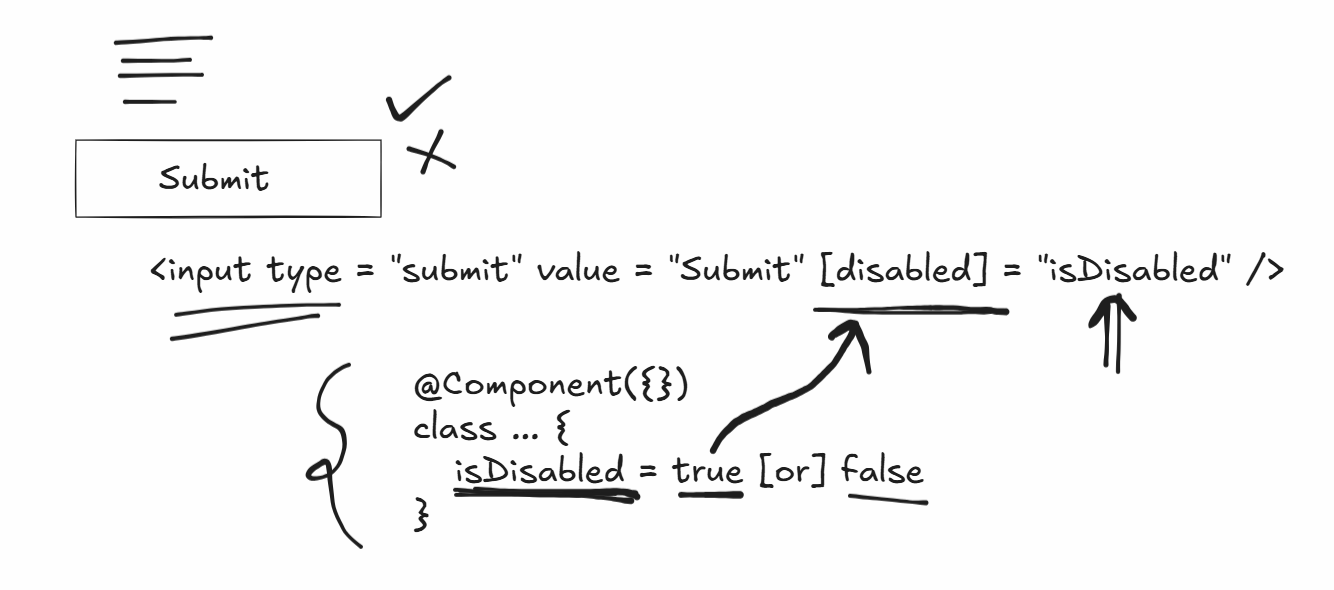 Submit
<input type = "submit" value = "Submit" [disabled] = "isDisabled" />
@Component({})
class ... {
isDisabled = true [or] false
}